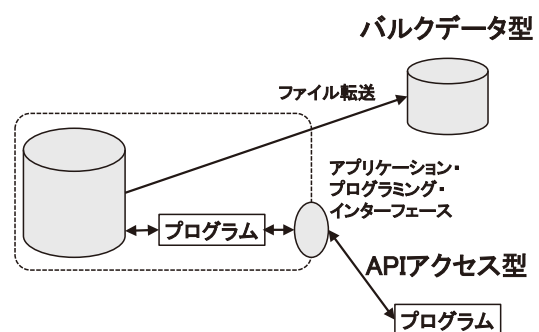 バルクデータ型
ファイル転送
アプリケーション・
プログラミング・
インターフェース
プログラム
APIアクセス型
プログラム